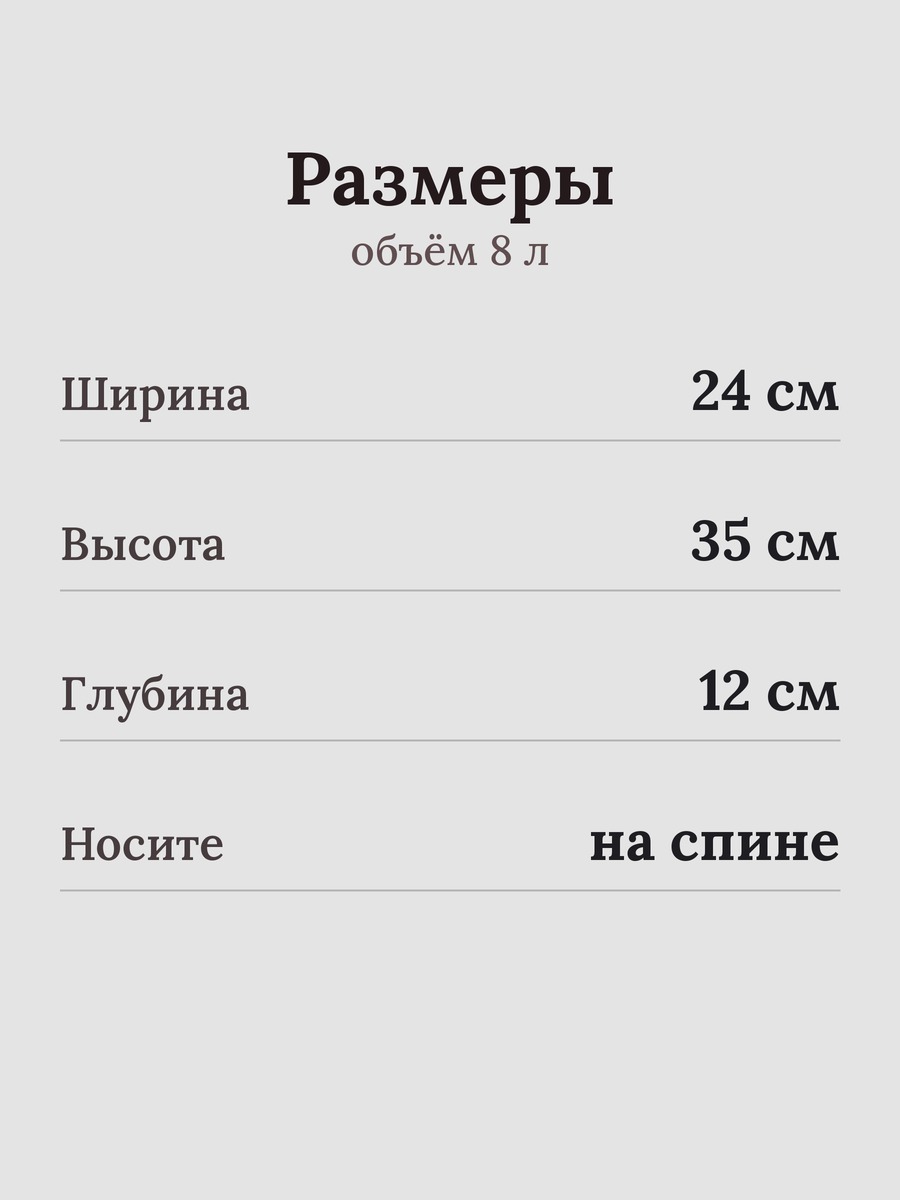 Размеры
объём 8 л
Ширина 24 см
Высота 35 см
Глубина 12 см
Носите на спине